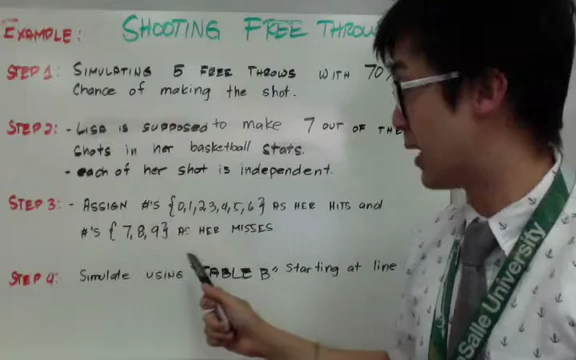 EXAMPLE: SHOOTING FREE THROW
STEP 1: SIMULATING 5 FREE THROWS WITH 70%
Chance of making the shot.
STEP 2: - LISA is supposed to make 7 out of the
Shots in her basketball stats.
- each of her shot is independent.
STEP 3: - ASSIGN #'S {0,1,2,3,4,5,6} AS HER HITS and
#'S {7,8,9} AS HER MISSES
STEP 4: Simulate USING TABLE B" Starting at line
Salle University